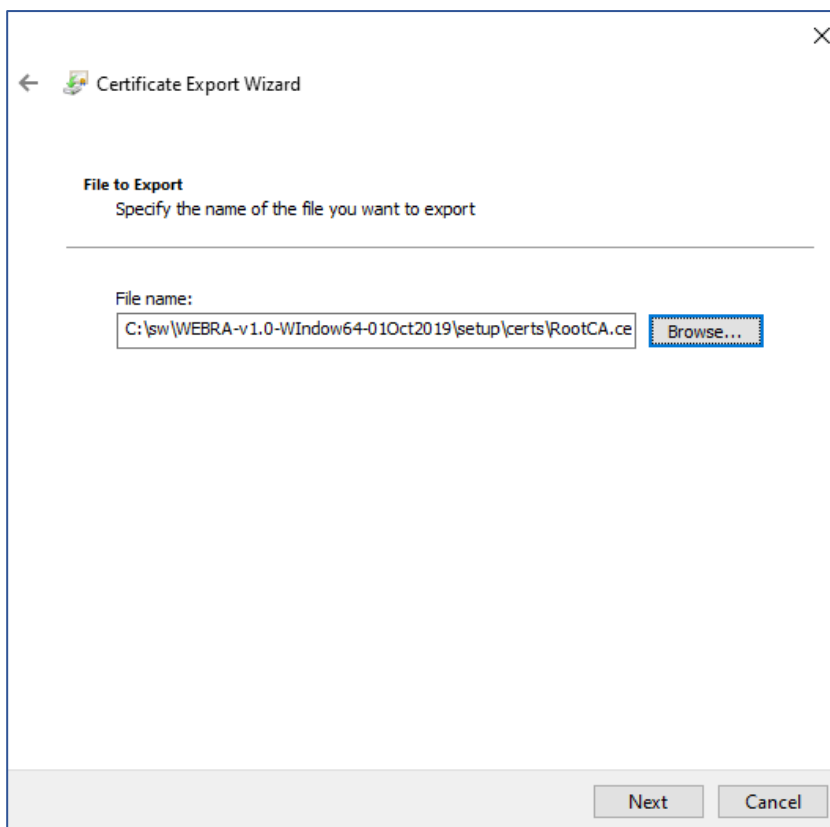 Certificate Export Wizard
File to Export
Specify the name of the file you want to export
File name:
C:\sw\WEBRA-v1.0-WIndow64-01Oct2019\setup\certs\RootCA.ce
Browse...
Next
Cancel